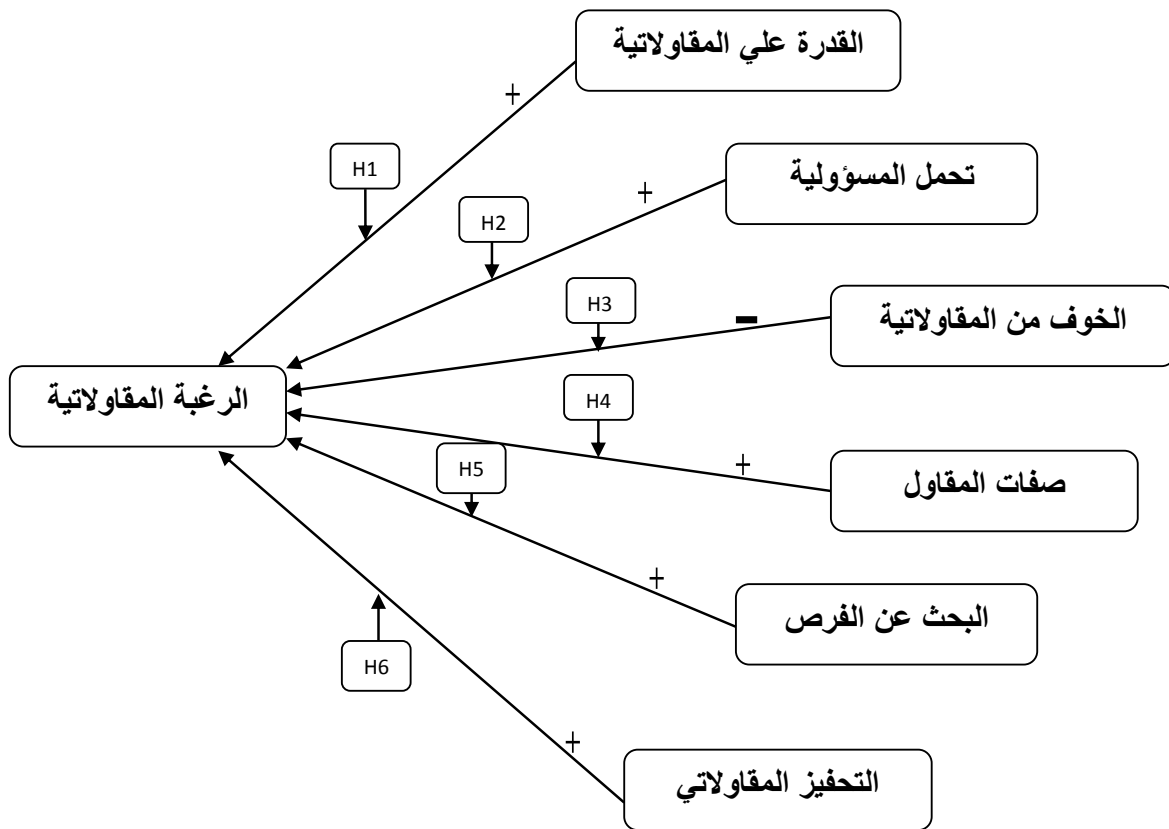 القدرة علي المقاولاتية
+
H1
تحمل المسؤولية
+
H2
الخوف من المقاولاتية
-
H3
الرغبة المقاولاتية
H4
+
صفات المقاول
H5
+
البحث عن الفرص
H6
+
التحفيز المقاولاتي